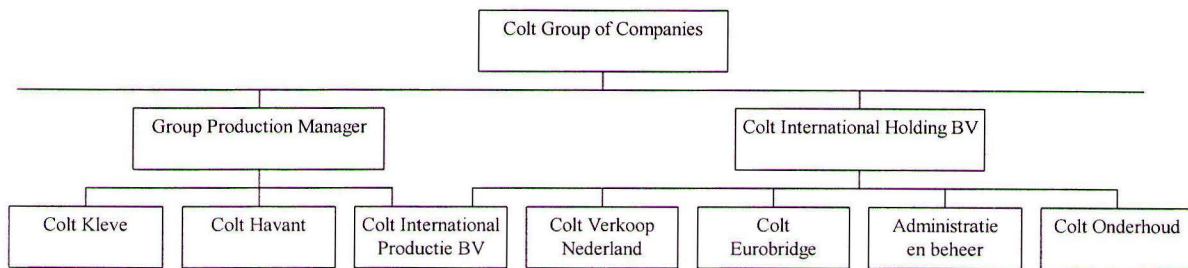 Colt Group of Companies
Group Production Manager
Colt International Holding BV
Colt Kleve
Colt Havant
Colt International
Productie BV
Colt Verkoop
Nederland
Colt
Eurobridge
Administratie
en beheer
Colt Onderhoud